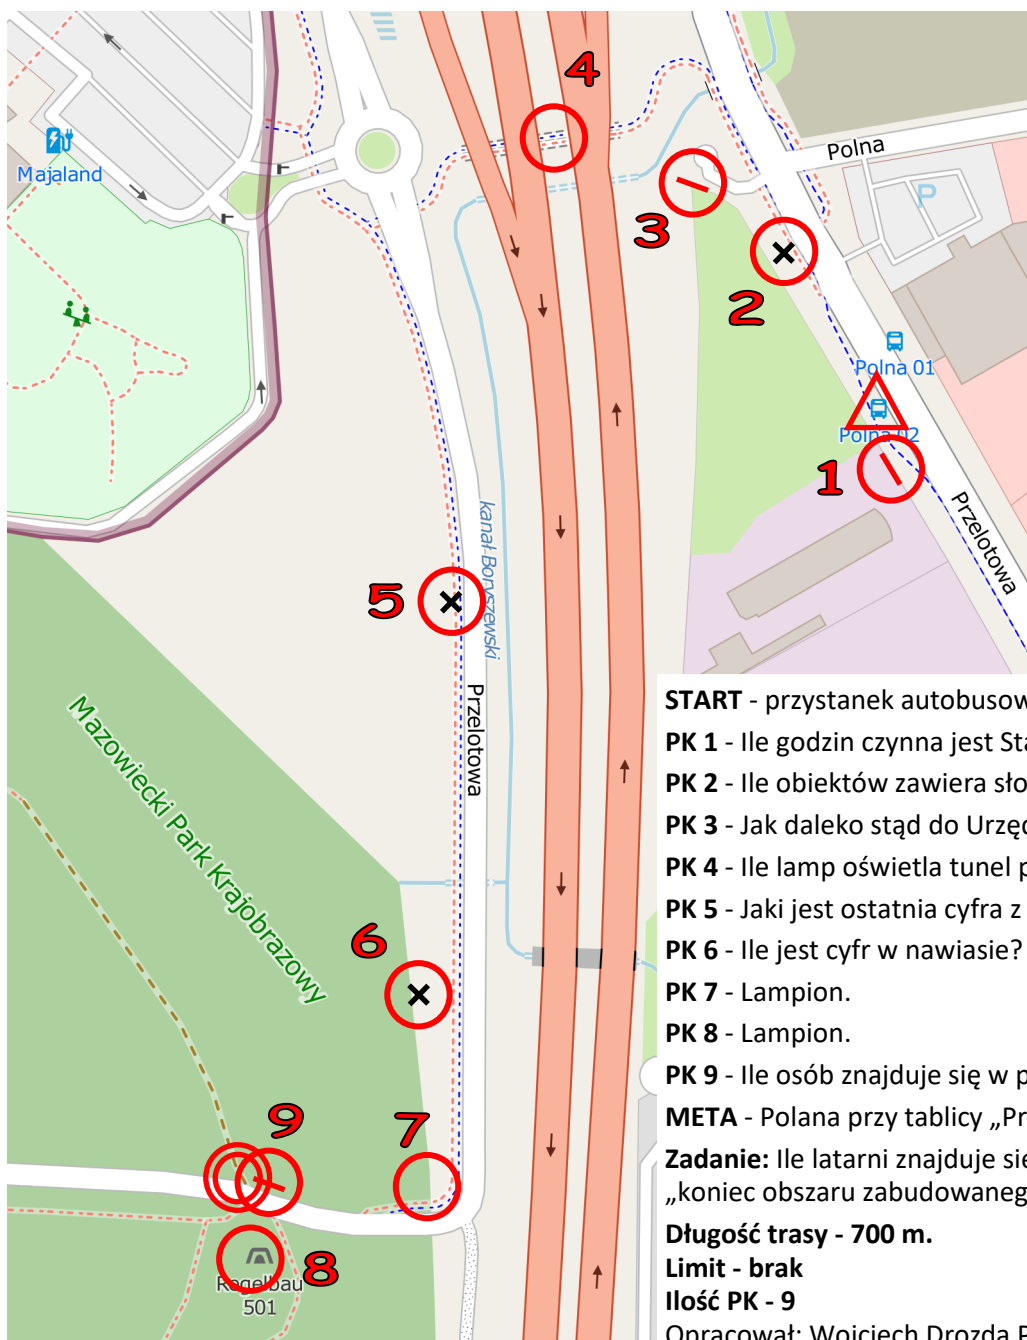 4
Majaland
Polna
P
3
2
Polna 01
Polna 02
1
Przelotowa
kanał Boryszewski
5
Przelotowa
Mazowiecki Park Krajobrazowy
6
9
7
8
Regelbau
501
START - przystanek autobusow
PK 1 - Ile godzin czynna jest Sta
PK 2 - Ile obiektów zawiera sło
PK 3 - Jak daleko stąd do Urzęd
PK 4 - Ile lamp oświetla tunel p
PK 5 - Jaki jest ostatnia cyfra z
PK 6 - Ile jest cyfr w nawiasie?
PK 7 - Lampion.
PK 8 - Lampion.
PK 9 - Ile osób znajduje się w p
META - Polana przy tablicy „Pr
Zadanie: Ile latarni znajduje się
„koniec obszaru zabudowaneg
Długość trasy - 700 m.
Limit - brak
Ilość PK - 9
Opracował: Wojciech Drozda P